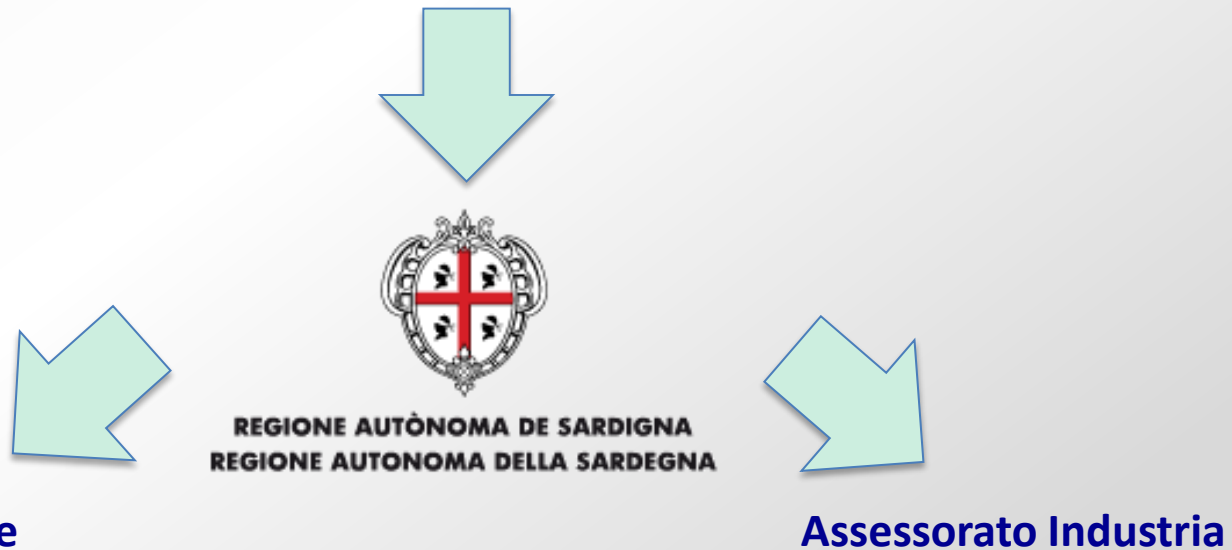 REGIONE AUTÒNOMA DE SARDIGNA
REGIONE AUTONOMA DELLA SARDEGNA
Assessorato Industria